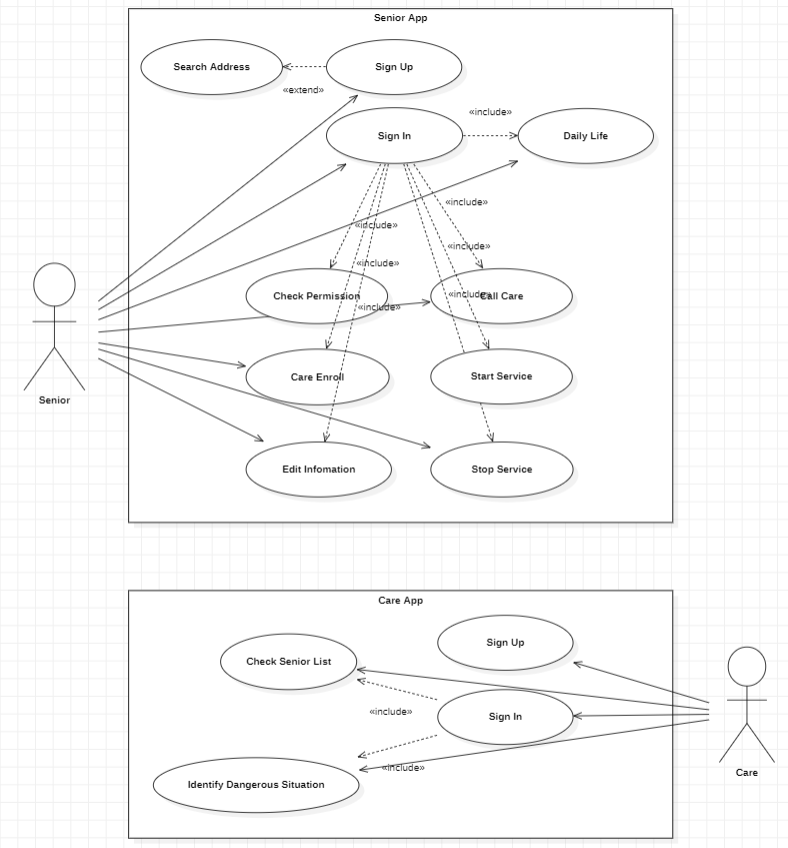 Senior App
Search Address
Sign Up
«extend»
«include»
Sign In
Daily Life
«include»
«include»
«include»
«include»
Check Permission
«include»
Call Care
«include»
Care Enroll
Start Service
Senior
Edit Infomation
Stop Service
Care App
Sign Up
Check Senior List
«include»
Sign In
«include»
Care
Identify Dangerous Situation